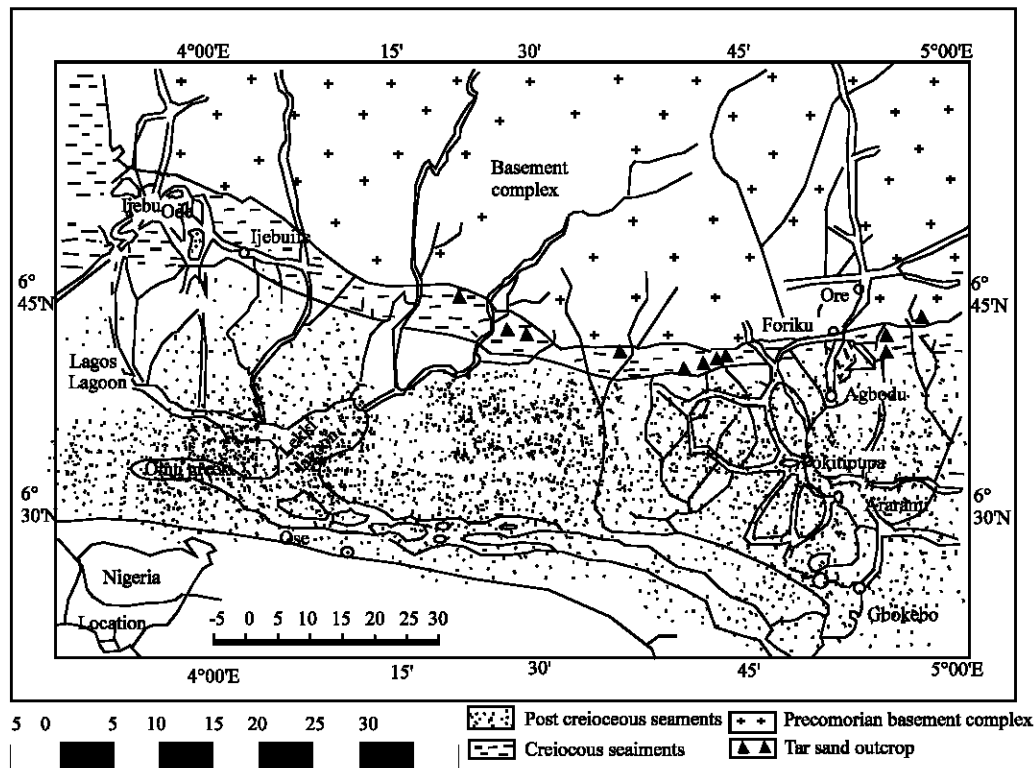 4°00'E 15' 30' 45' 5°00'E
Basement
complex
Ijebu Ode
Ijebuife
6°
45'N
6°
45'N
Ore
Foriku
Lagos
Lagoon
Agbodu
Lekki
Lagoon
Okitipupa
6°
30'N
Araramu
6°
30'N
Ose
Nigeria
Location
Gbokebo
-5 0 5 10 15 20 25 30
4°00'E 15' 30' 45' 5°00'E
5 0 5 10 15 20 25 30
Post creioceous seaments
Precomorian basement complex
Creiocous seaiments
Tar sand outcrop